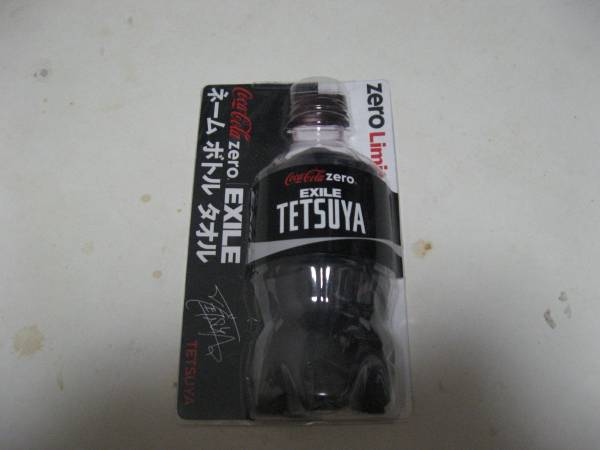 Coca-Cola zero EXILE
ネーム ボトル タオル
TETSUYA
zero Limi
Coca-Cola zero
EXILE
TETSUYA